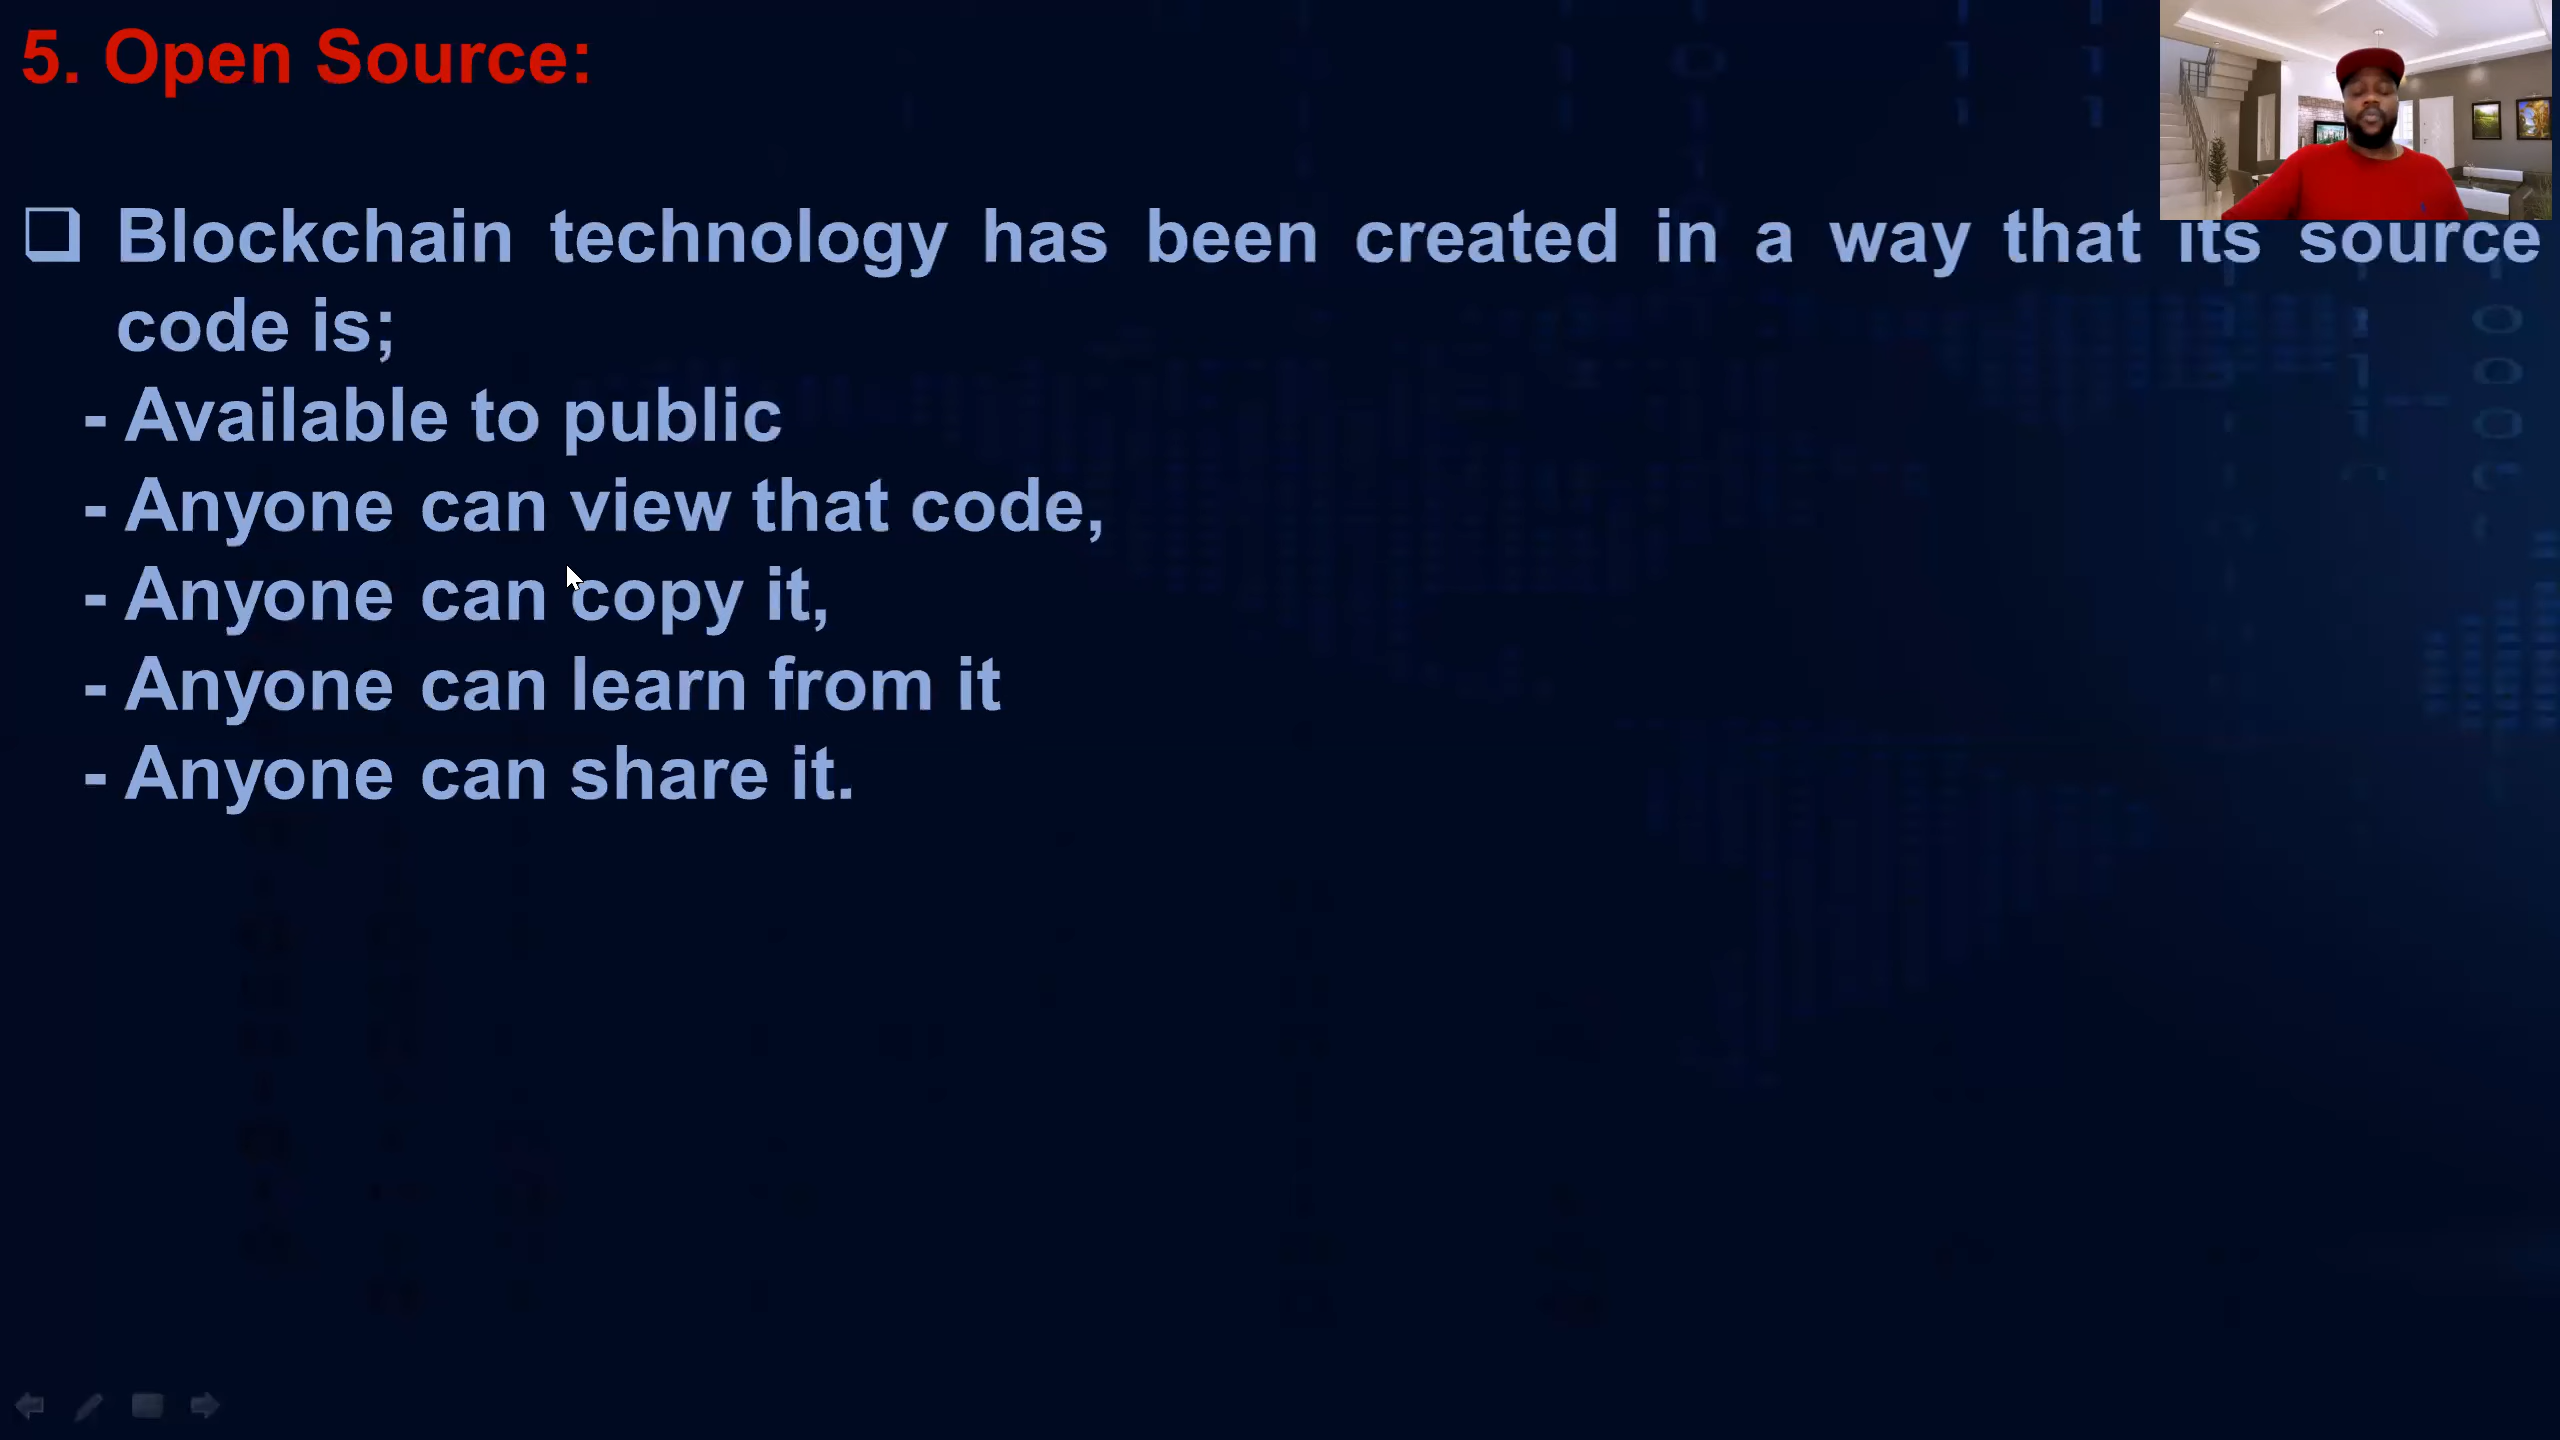 5. Open Source:
❑ Blockchain technology has been created in a way that its source
code is;
- Available to public
- Anyone can view that code,
- Anyone can copy it,
- Anyone can learn from it
- Anyone can share it.